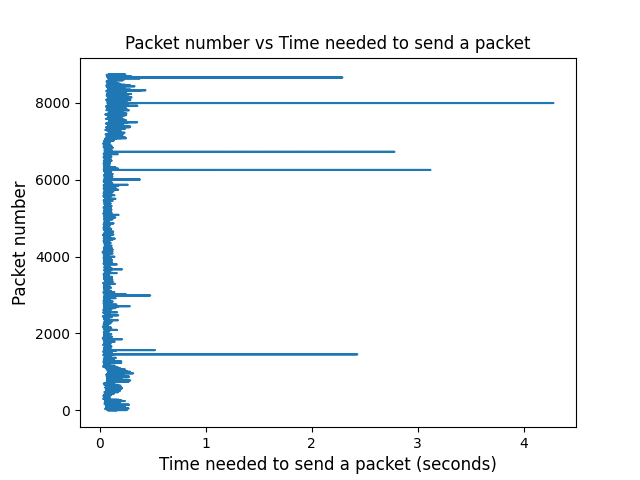 Packet number vs Time needed to send a packet
8000
6000
4000
2000
0
Packet number
0 1 2 3 4
Time needed to send a packet (seconds)